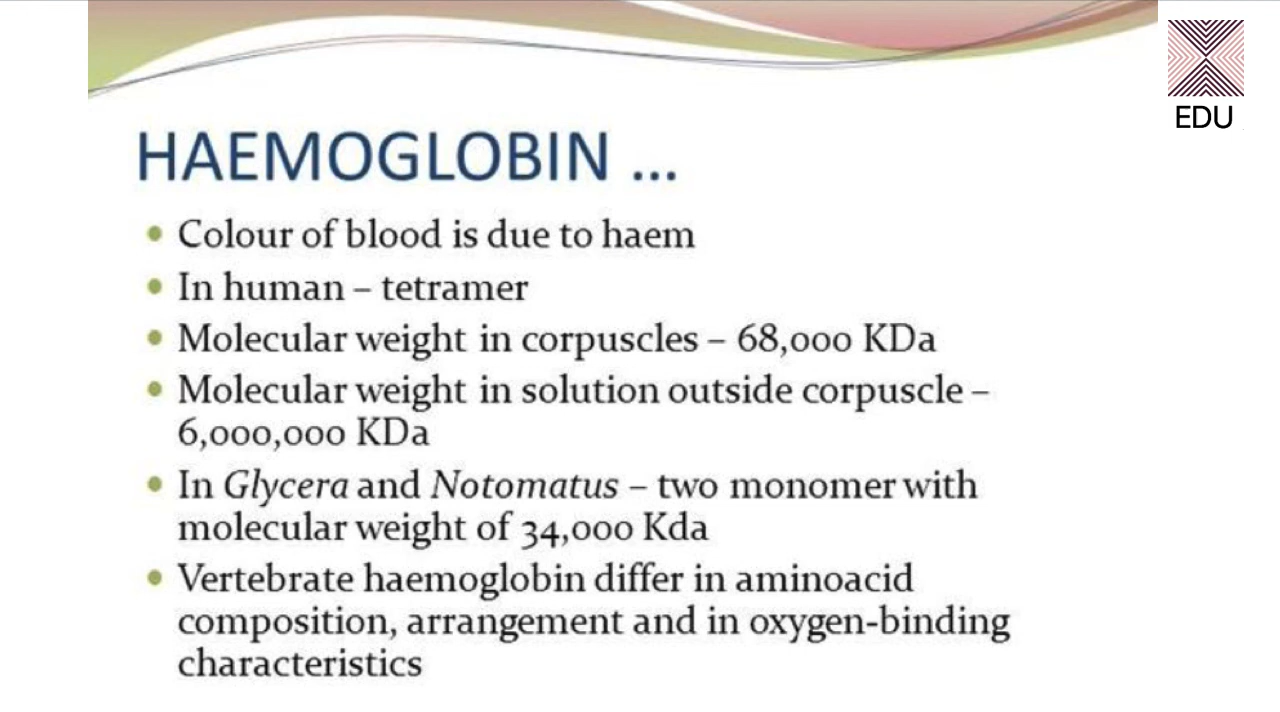 EDU
HAEMOGLOBIN ...
• Colour of blood is due to haem
• In human – tetramer
• Molecular weight in corpuscles – 68,000 KDa
• Molecular weight in solution outside corpuscle –
6,000,000 KDa
• In Glycera and Notomatus – two monomer with
molecular weight of 34,000 Kda
• Vertebrate haemoglobin differ in aminoacid
composition, arrangement and in oxygen-binding
characteristics